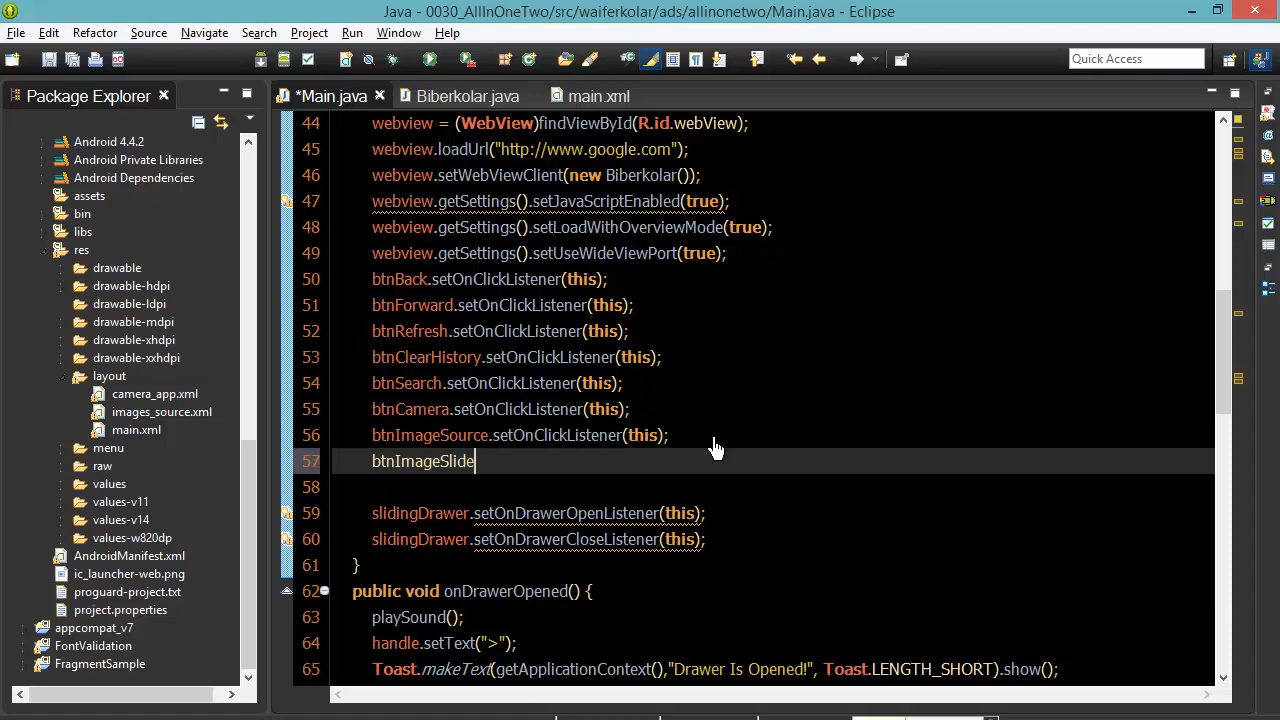 Java - 0030_AllInOneTwo/src/waiferkolar/ads/allinonetwo/Main.java - Eclipse
File Edit Refactor Source Navigate Search Project Run Window Help
Quick Access
Package Explorer
*Main.java Biberkolar.java main.xml
Android 4.4.2
Android Private Libraries
Android Dependencies
assets
bin
libs
res
drawable
drawable-hdpi
drawable-ldpi
drawable-mdpi
drawable-xhdpi
drawable-xxhdpi
layout
camera_app.xml
images_source.xml
main.xml
menu
raw
values
values-v11
values-v14
values-w820dp
AndroidManifest.xml
ic_launcher-web.png
proguard-project.txt
project.properties
appcompat_v7
FontValidation
FragmentSample
44 webview = (WebView)findViewById(R.id.webView);
45 webview.loadUrl("http://www.google.com");
46 webview.setWebViewClient(new Biberkolar());
47 webview.getSettings().setJavaScriptEnabled(true);
48 webview.getSettings().setLoadWithOverviewMode(true);
49 webview.getSettings().setUseWideViewPort(true);
50 btnBack.setOnClickListener(this);
51 btnForward.setOnClickListener(this);
52 btnRefresh.setOnClickListener(this);
53 btnClearHistory.setOnClickListener(this);
54 btnSearch.setOnClickListener(this);
55 btnCamera.setOnClickListener(this);
56 btnImageSource.setOnClickListener(this);
57 btnImageSlide
58
59 slidingDrawer.setOnDrawerOpenListener(this);
60 slidingDrawer.setOnDrawerCloseListener(this);
61 }
62 public void onDrawerOpened() {
63 playSound();
64 handle.setText(">");
65 Toast.makeText(getApplicationContext(),"Drawer Is Opened!", Toast.LENGTH_SHORT).show();